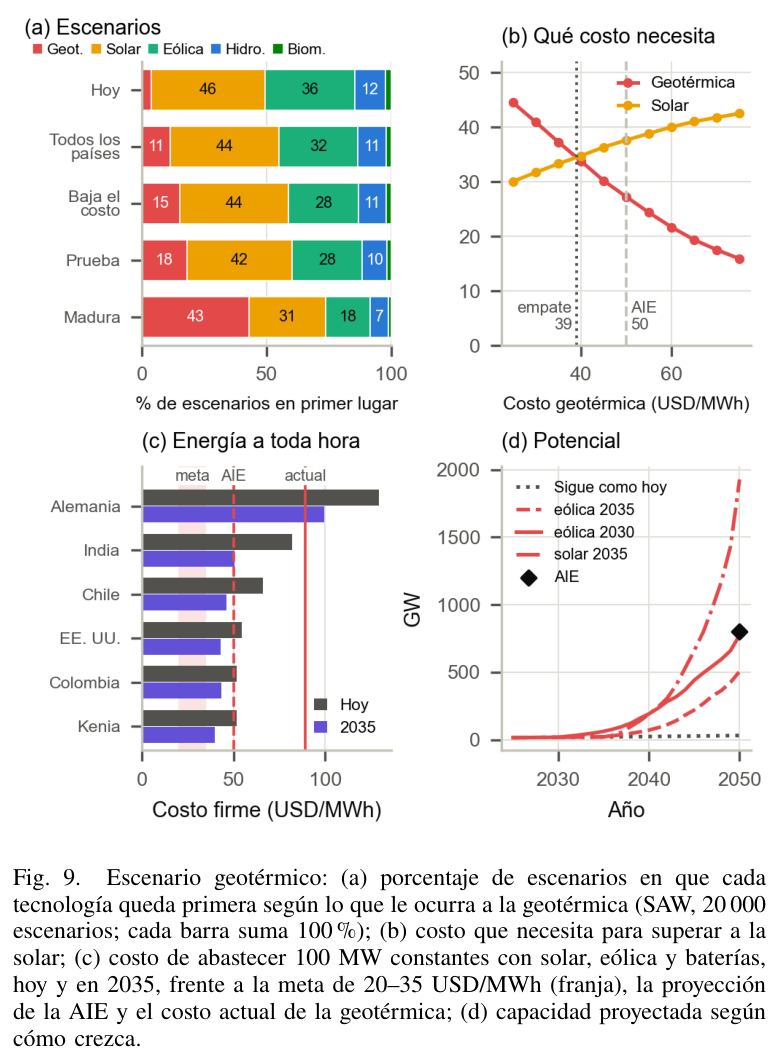 (a) Escenarios
Geot. Solar Eólica Hidro. Biom.
Hoy 46 36 12
Todos los países 11 44 32 11
Baja el costo 15 44 28 11
Prueba 18 42 28 10
Madura 43 31 18 7
0 50 100
% de escenarios en primer lugar
(b) Qué costo necesita
50
40
30
20
10
0
Geotérmica
Solar
empate
39
AIE
50
40 60
Costo geotérmica (USD/MWh)
(c) Energía a toda hora
meta AIE actual
Alemania
India
Chile
EE. UU.
Colombia
Kenia
Hoy
2035
0 50 100
Costo firme (USD/MWh)
(d) Potencial
2000
1500
1000
500
0
GW
Sigue como hoy
eólica 2035
eólica 2030
solar 2035
AIE
2030 2040 2050
Año
Fig. 9. Escenario geotérmico: (a) porcentaje de escenarios en que cada
tecnología queda primera según lo que le ocurra a la geotérmica (SAW, 20 000
escenarios; cada barra suma 100 %); (b) costo que necesita para superar a la
solar; (c) costo de abastecer 100 MW constantes con solar, eólica y baterías,
hoy y en 2035, frente a la meta de 20–35 USD/MWh (franja), la proyección
de la AIE y el costo actual de la geotérmica; (d) capacidad proyectada según
cómo crezca.